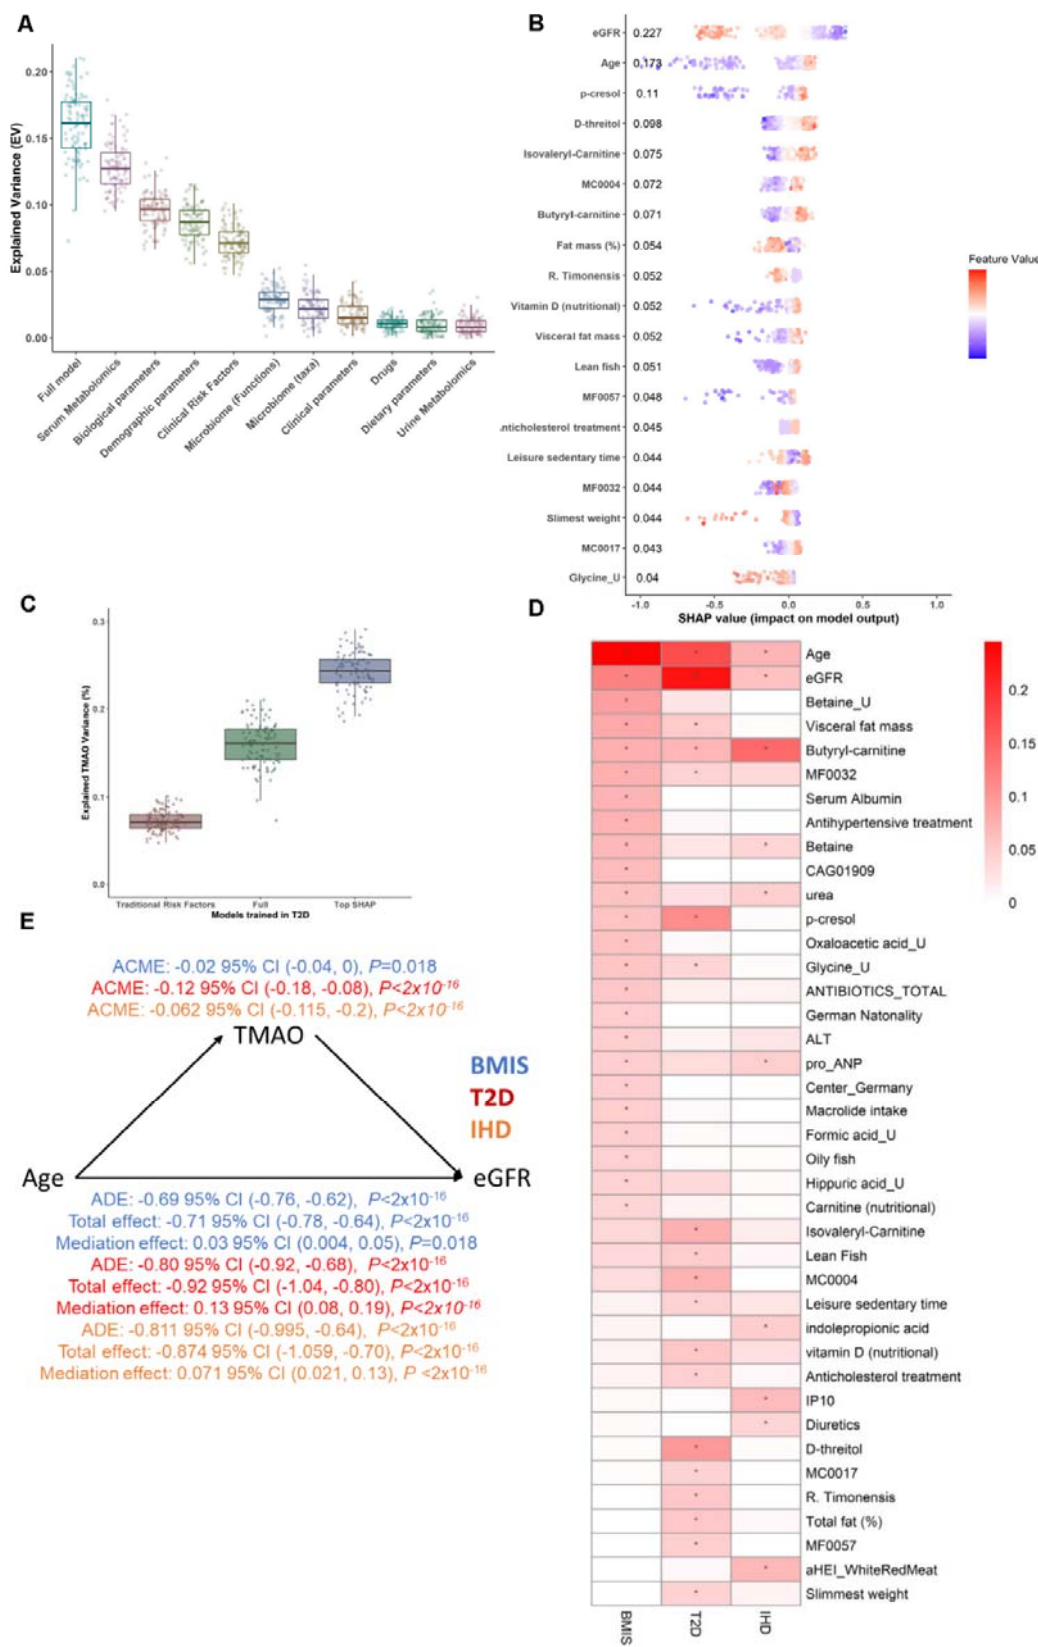 A
Explained Variance (EV)
0.20
0.15
0.10
0.05
0.00
Full model
Serum Metabolomics
Biological parameters
Demographic parameters
Clinical Risk Factors
Microbiome (Functions)
Microbiome (taxa)
Clinical parameters
Drugs
Dietary parameters
Urine Metabolomics
B
eGFR 0.227
Age 0.173
p-cresol 0.11
D-threitol 0.098
Isovaleryl-Carnitine 0.075
MC0004 0.072
Butyryl-carnitine 0.071
Fat mass (%) 0.054
R. Timonensis 0.052
Vitamin D (nutritional) 0.052
Visceral fat mass 0.052
Lean fish 0.051
MF0057 0.048
nticholesterol treatment 0.045
Leisure sedentary time 0.044
MF0032 0.044
Slimest weight 0.044
MC0017 0.043
Glycine_U 0.04
-1.0 -0.5 0.0 0.5 1.0
SHAP value (impact on model output)
Feature Value
C
Explained TMAO Variance (%)
0.3
0.2
0.1
0.0
Traditional Risk Factors Full Top SHAP
Models trained in T2D
D
Age
eGFR
Betaine_U
Visceral fat mass
Butyryl-carnitine
MF0032
Serum Albumin
Antihypertensive treatment
Betaine
CAG01909
urea
p-cresol
Oxaloacetic acid_U
Glycine_U
ANTIBIOTICS_TOTAL
German Natonality
ALT
pro_ANP
Center_Germany
Macrolide intake
Formic acid_U
Oily fish
Hippuric acid_U
Carnitine (nutritional)
Isovaleryl-Carnitine
Lean Fish
MC0004
Leisure sedentary time
indolepropionic acid
vitamin D (nutritional)
Anticholesterol treatment
IP10
Diuretics
D-threitol
MC0017
R. Timonensis
Total fat (%)
MF0057
aHEI_WhiteRedMeat
Slimmest weight
BMIS T2D IHD
0.2
0.15
0.1
0.05
0
E
ACME: -0.02 95% CI (-0.04, 0), P=0.018
ACME: -0.12 95% CI (-0.18, -0.08), P<2x10⁻¹⁶
ACME: -0.062 95% CI (-0.115, -0.2), P<2x10⁻¹⁶
TMAO
BMIS
T2D
IHD
Age eGFR
ADE: -0.69 95% CI (-0.76, -0.62), P<2x10⁻¹⁶
Total effect: -0.71 95% CI (-0.78, -0.64), P<2x10⁻¹⁶
Mediation effect: 0.03 95% CI (0.004, 0.05), P=0.018
ADE: -0.80 95% CI (-0.92, -0.68), P<2x10⁻¹⁶
Total effect: -0.92 95% CI (-1.04, -0.80), P<2x10⁻¹⁶
Mediation effect: 0.13 95% CI (0.08, 0.19), P<2x10⁻¹⁶
ADE: -0.811 95% CI (-0.995, -0.64), P<2x10⁻¹⁶
Total effect: -0.874 95% CI (-1.059, -0.70), P<2x10⁻¹⁶
Mediation effect: 0.071 95% CI (0.021, 0.13), P <2x10⁻¹⁶